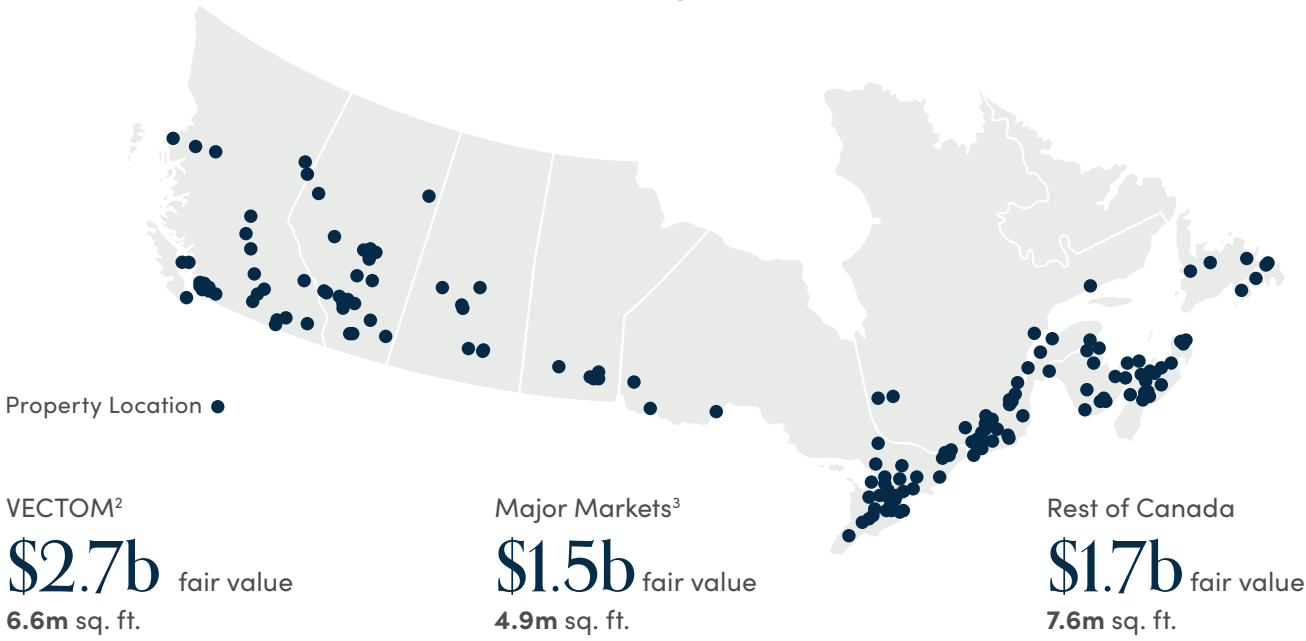 Property Location
VECTOM²
$2.7b fair value
6.6m sq. ft.
Major Markets³
$1.5b fair value
4.9m sq. ft.
Rest of Canada
$1.7b fair value
7.6m sq. ft.